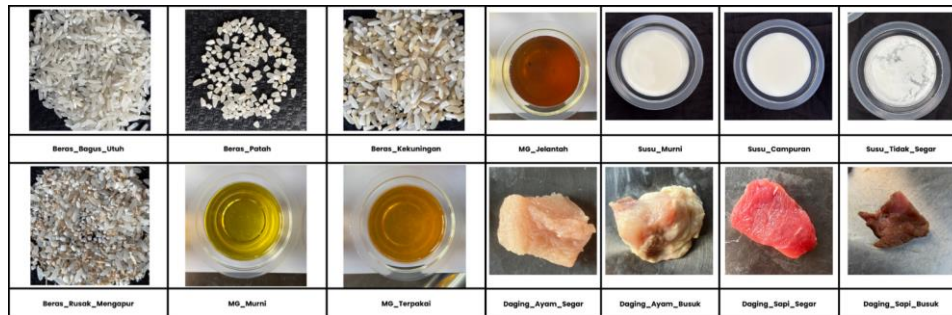 Beras_Bagus_Utuh
Beras_Patah
Beras_Kekuningan
MG_Jelantah
Susu_Murni
Susu_Campuran
Susu_Tidak_Segar
Beras_Rusak_Mengapur
MG_Murni
MG_Terpakai
Daging_Ayam_Segar
Daging_Ayam_Busuk
Daging_Sapi_Segar
Daging_Sapi_Busuk